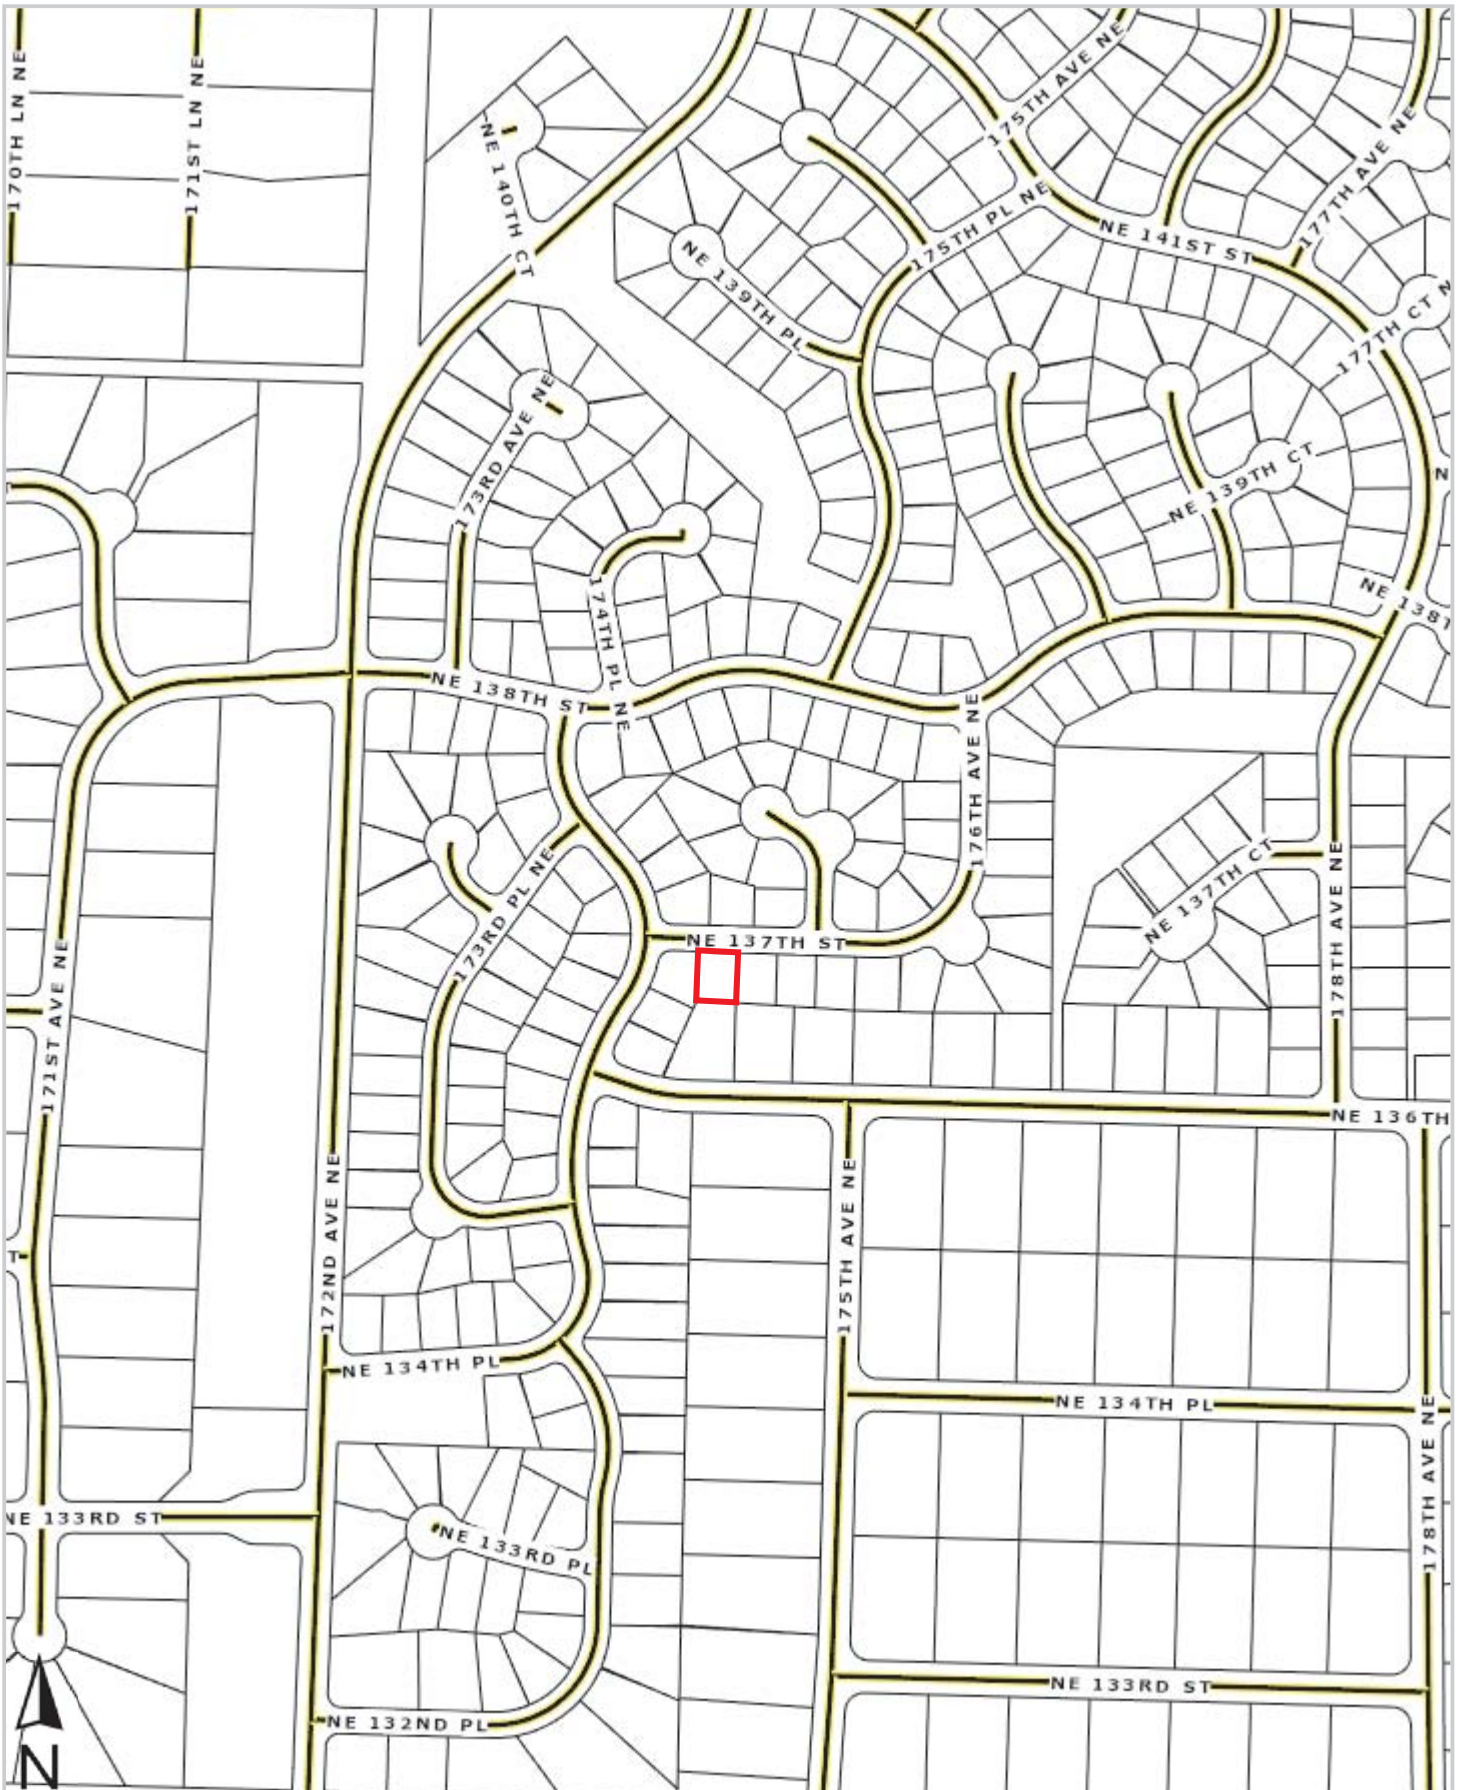 170TH LN NE
171ST LN NE
NE 140TH CT
175TH AVE NE
177TH AVE NE
175TH PL NE
NE 141ST ST
NE 139TH PL
177TH CT N
173RD AVE NE
NE 139TH CT
N
174TH PL NE
NE 138T
NE 138TH ST
176TH AVE NE
173RD PL NE
NE 137TH ST
NE 137TH CT
178TH AVE NE
171ST AVE NE
NE 136TH
172ND AVE NE
175TH AVE NE
T
NE 134TH PL
NE 134TH PL
178TH AVE NE
NE 133RD ST
NE 133RD PL
NE 133RD ST
NE 132ND PL
N